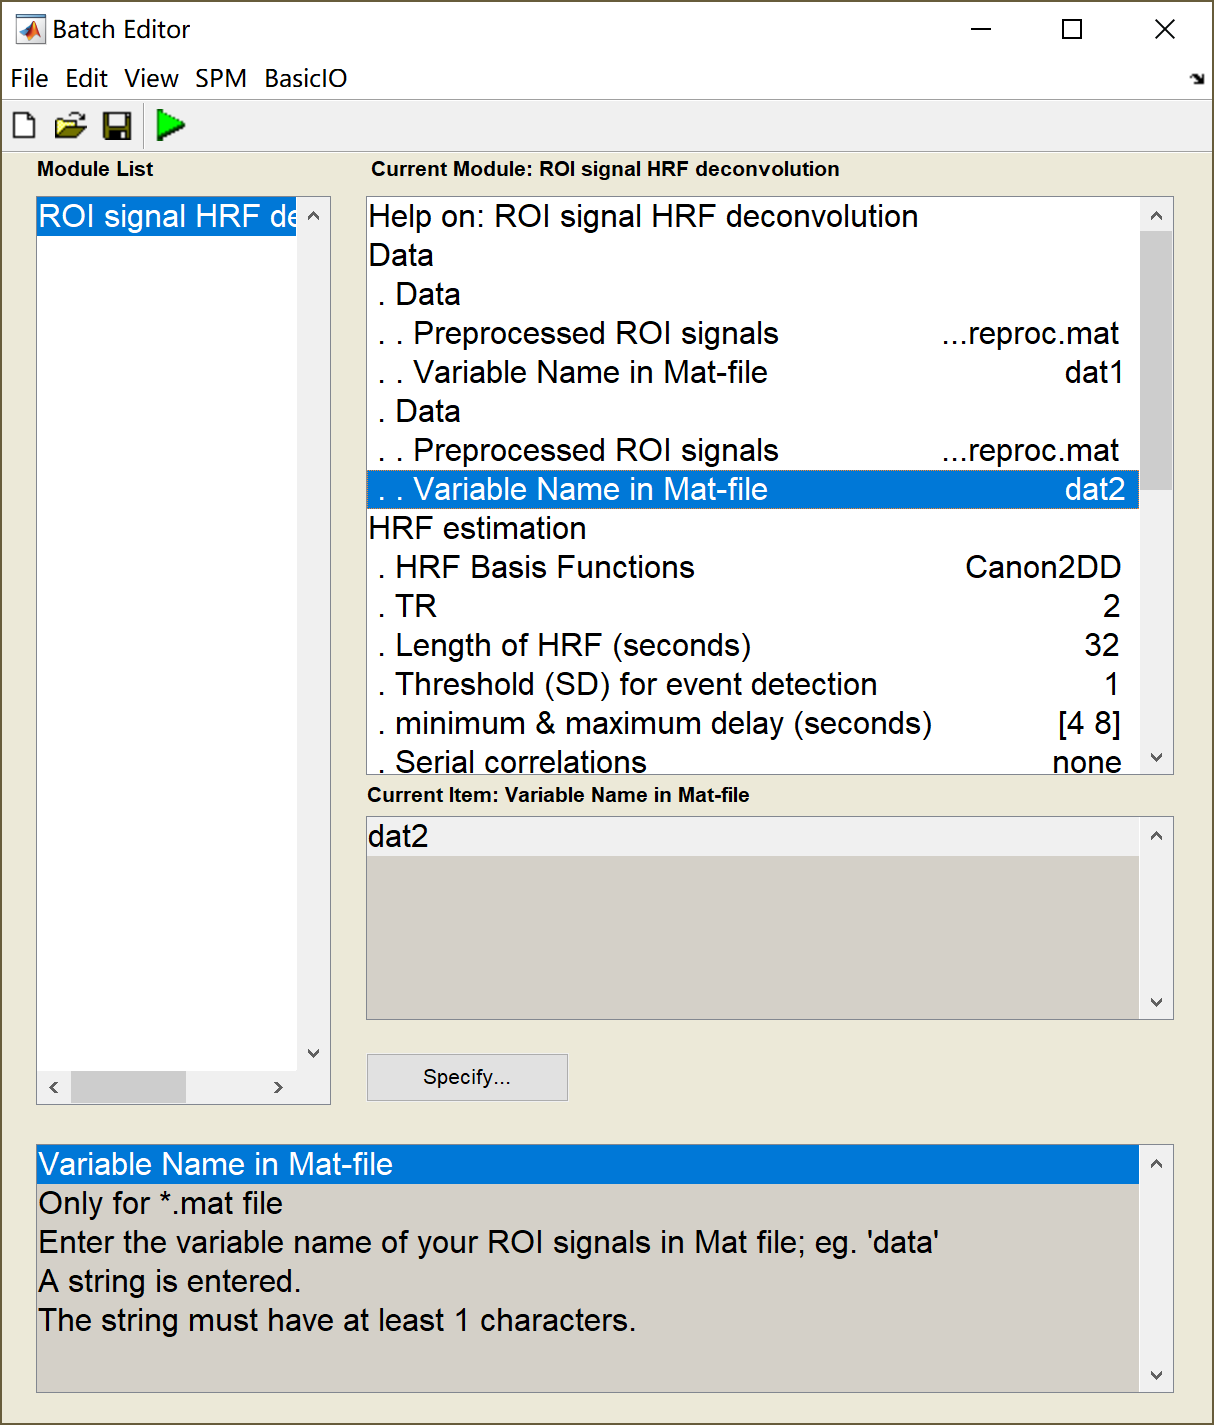 Batch Editor
File Edit View SPM BasicIO
Module List
ROI signal HRF de
Current Module: ROI signal HRF deconvolution
Help on: ROI signal HRF deconvolution
Data
. Data
. . Preprocessed ROI signals ...reproc.mat
. . Variable Name in Mat-file dat1
. Data
. . Preprocessed ROI signals ...reproc.mat
. . Variable Name in Mat-file dat2
HRF estimation
. HRF Basis Functions Canon2DD
. TR 2
. Length of HRF (seconds) 32
. Threshold (SD) for event detection 1
. minimum & maximum delay (seconds) [4 8]
. Serial correlations none
Current Item: Variable Name in Mat-file
dat2
Specify...
Variable Name in Mat-file
Only for *.mat file
Enter the variable name of your ROI signals in Mat file; eg. 'data'
A string is entered.
The string must have at least 1 characters.